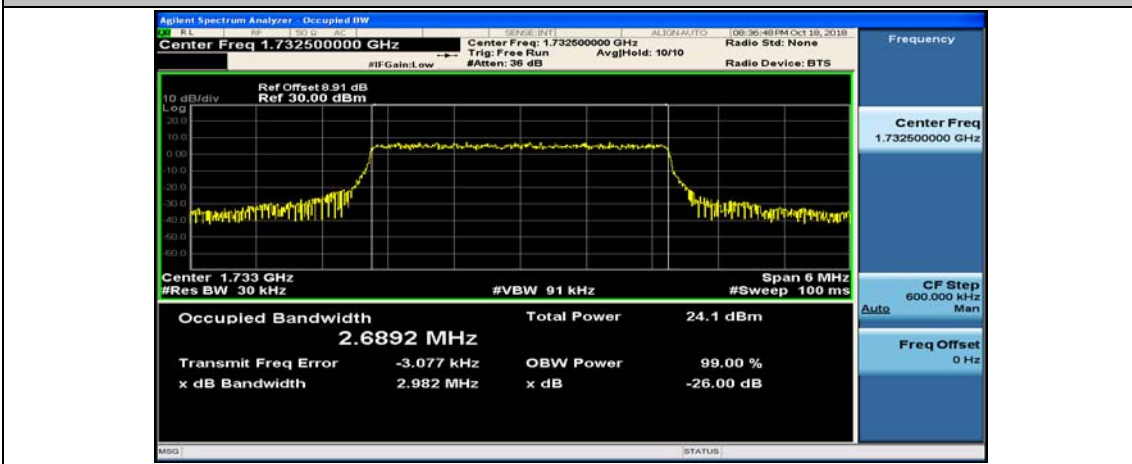 Agilent Spectrum Analyzer - Occupied BW
RL RF 50 Ω AC SENSE:INT ALIGN AUTO 08:36:48 PM Oct 18, 2018
Center Freq 1.732500000 GHz
Center Freq: 1.732500000 GHz
Radio Std: None
Trig: Free Run Avg|Hold: 10/10
#IFGain:Low #Atten: 36 dB Radio Device: BTS
Frequency
Ref Offset 8.91 dB
10 dB/div Ref 30.00 dBm
Log
20.0
10.0
0.00
-10.0
-20.0
-30.0
-40.0
-50.0
-60.0
Center 1.733 GHz Span 6 MHz
#Res BW 30 kHz #VBW 91 kHz #Sweep 100 ms
Occupied Bandwidth Total Power 24.1 dBm
2.6892 MHz
Transmit Freq Error -3.077 kHz OBW Power 99.00 %
x dB Bandwidth 2.982 MHz x dB -26.00 dB
Center Freq
1.732500000 GHz
CF Step
600.000 kHz
Auto Man
Freq Offset
0 Hz
MSG STATUS